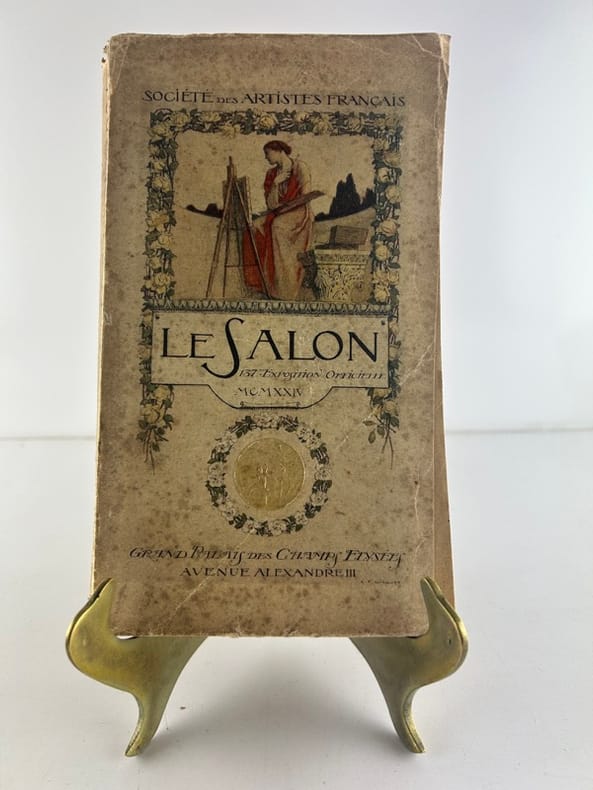 SOCIÉTÉ DES ARTISTES FRANÇAIS
LE SALON
137e EXPOSITION OFFICIELLE
MCMXXIV
GRAND PALAIS DES CHAMPS ELYSÉES
AVENUE ALEXANDRE III